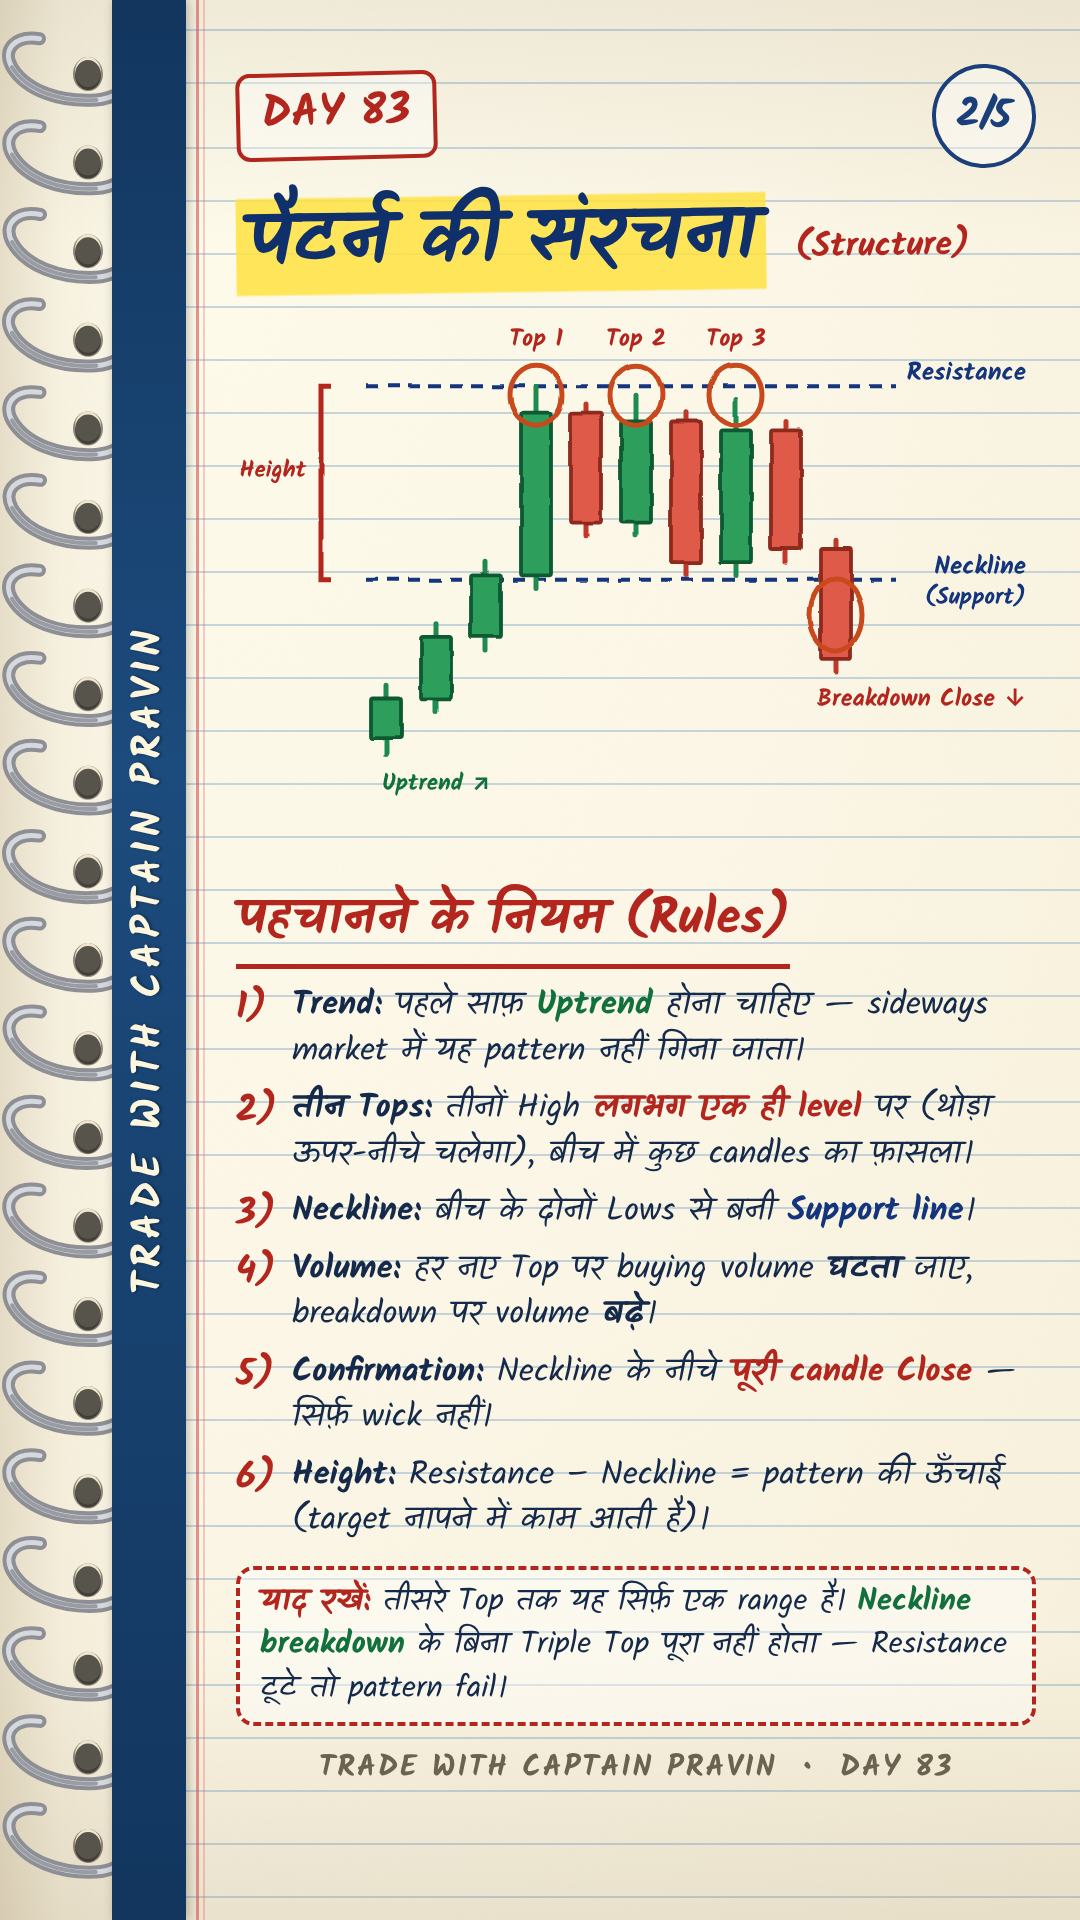 DAY 83
2/5
पैटर्न की संरचना (Structure)
Top 1 Top 2 Top 3
Resistance
Height
Neckline
(Support)
Breakdown Close ↓
Uptrend ↗
TRADE WITH CAPTAIN PRAVIN
पहचानने के नियम (Rules)
1) Trend: पहले साफ़ Uptrend होना चाहिए — sideways
market में यह pattern नहीं गिना जाता।
2) तीन Tops: तीनों High लगभग एक ही level पर (थोड़ा
ऊपर-नीचे चलेगा), बीच में कुछ candles का फ़ासला।
3) Neckline: बीच के दोनों Lows से बनी Support line।
4) Volume: हर नए Top पर buying volume घटता जाए,
breakdown पर volume बढ़े।
5) Confirmation: Neckline के नीचे पूरी candle Close —
सिर्फ़ wick नहीं।
6) Height: Resistance – Neckline = pattern की ऊँचाई
(target नापने में काम आती है)।
याद रखें: तीसरे Top तक यह सिर्फ़ एक range है। Neckline
breakdown के बिना Triple Top पूरा नहीं होता — Resistance
टूटे तो pattern fail।
TRADE WITH CAPTAIN PRAVIN · DAY 83